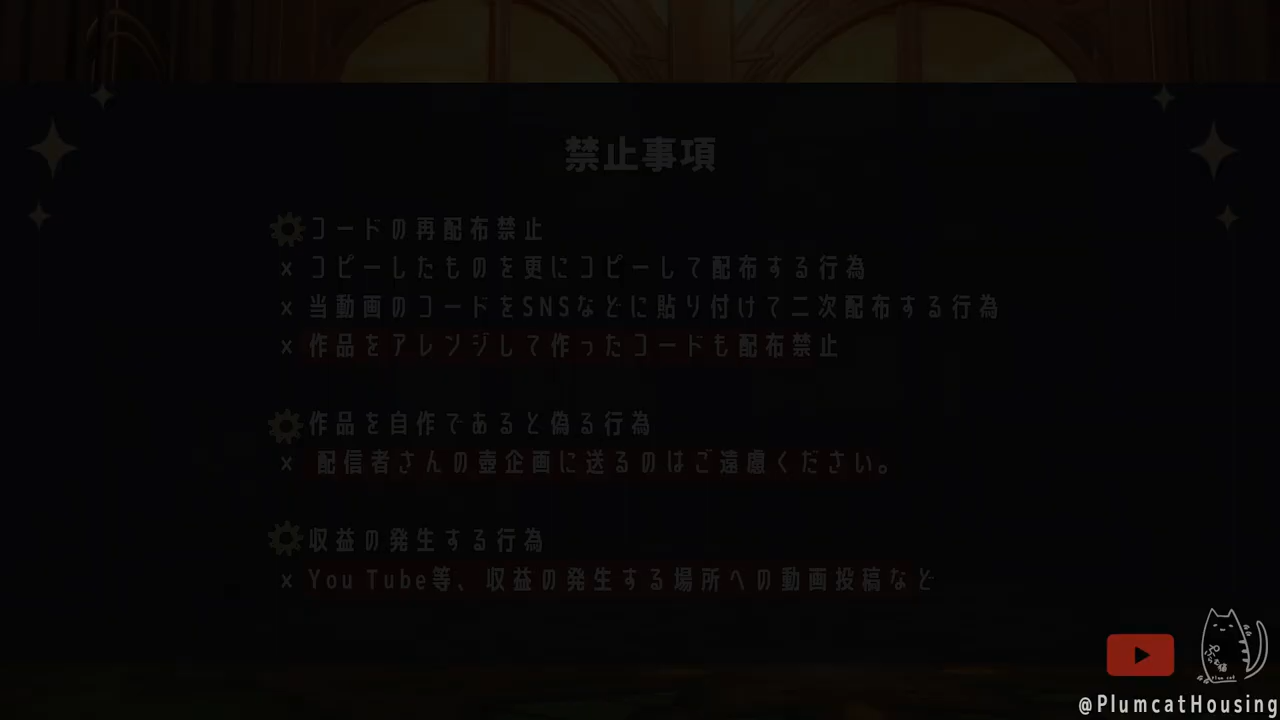 禁止事項
コードの再配布禁止
× コピーしたものを更にコピーして配布する行為
× 当動画のコードをSNSなどに貼り付けて二次配布する行為
× 作品をアレンジして作ったコードも配布禁止
作品を自作であると偽る行為
× 配信者さんの壺企画に送るのはご遠慮ください。
収益の発生する行為
× YouTube等、収益の発生する場所への動画投稿など
@PlumcatHousing